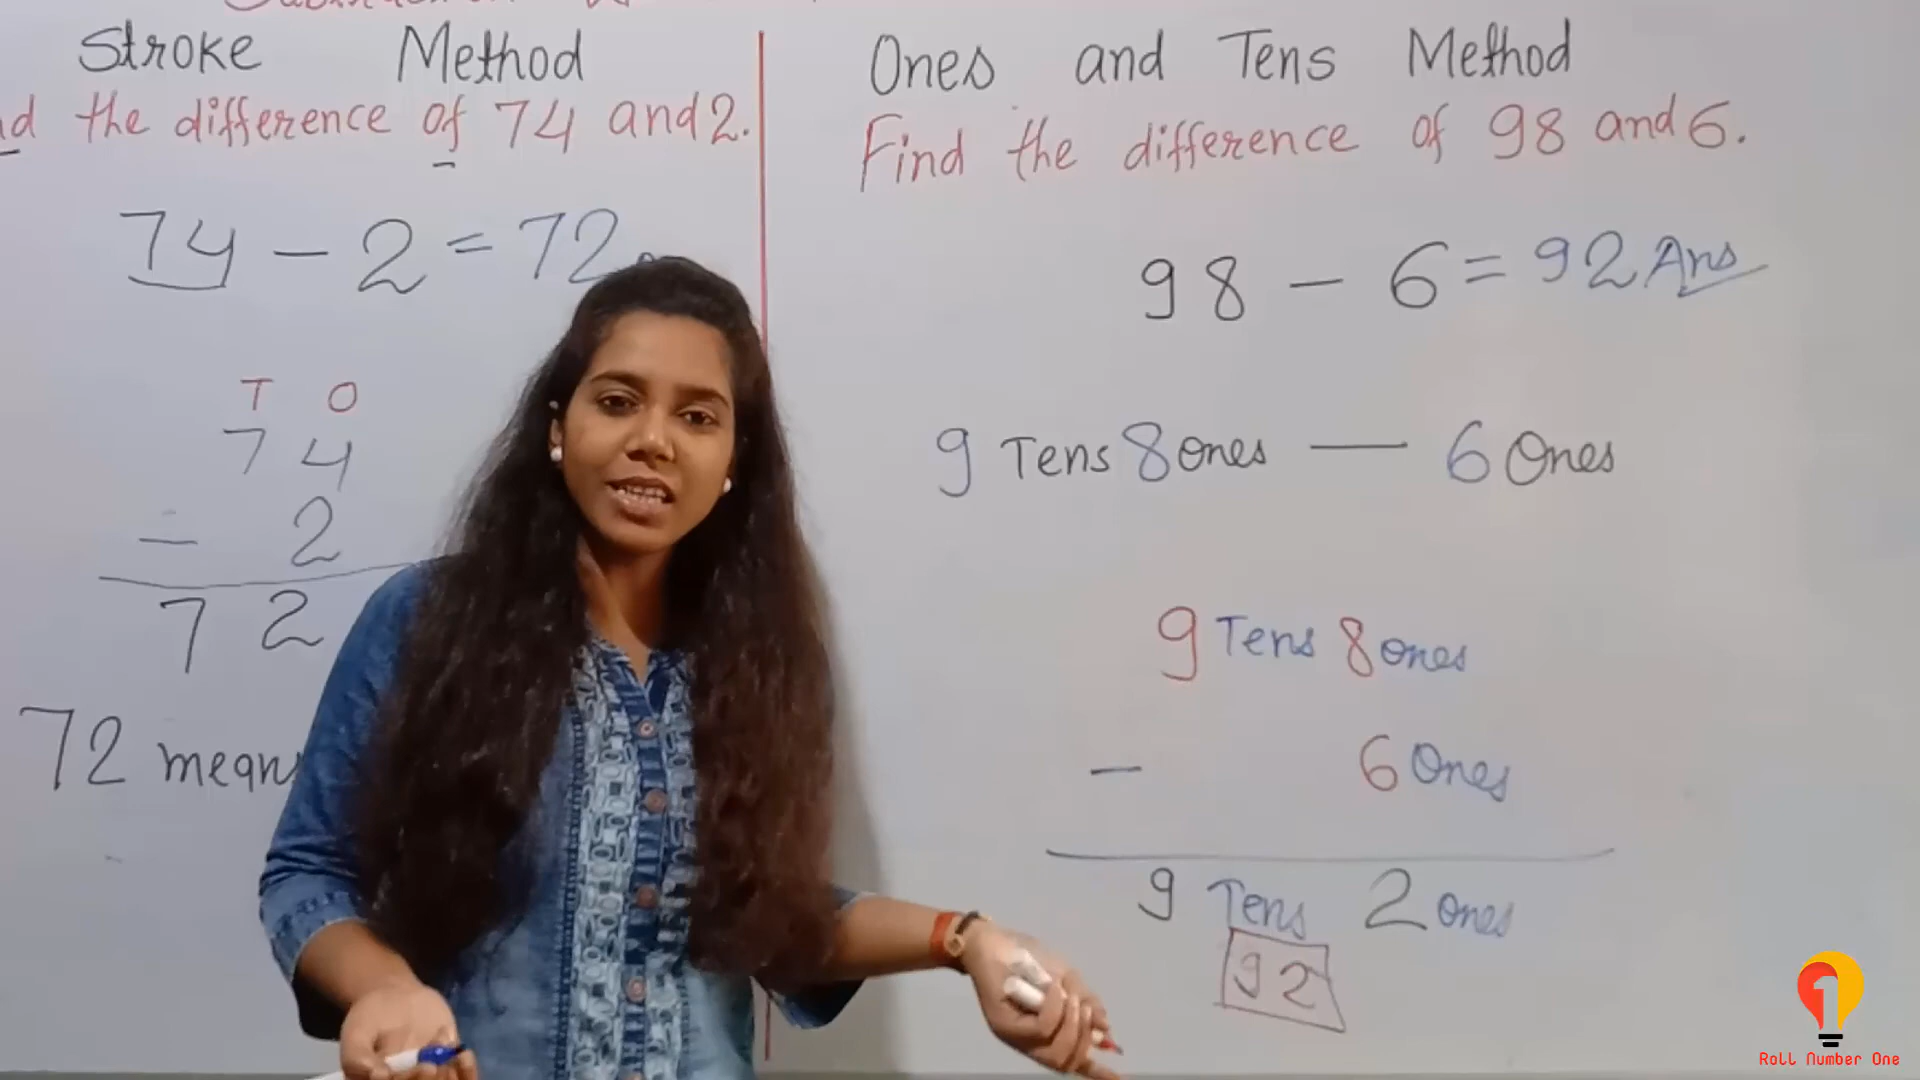 Stroke Method
the difference of 74 and 2.
74 - 2 = 72
T O
7 4
- 2
7 2
72 means
Ones and Tens Method
Find the difference of 98 and 6.
98 - 6 = 92 Ans
9 Tens 8 ones — 6 Ones
9 Tens 8 ones
- 6 Ones
9 Tens 2 ones
92
1
Roll Number One